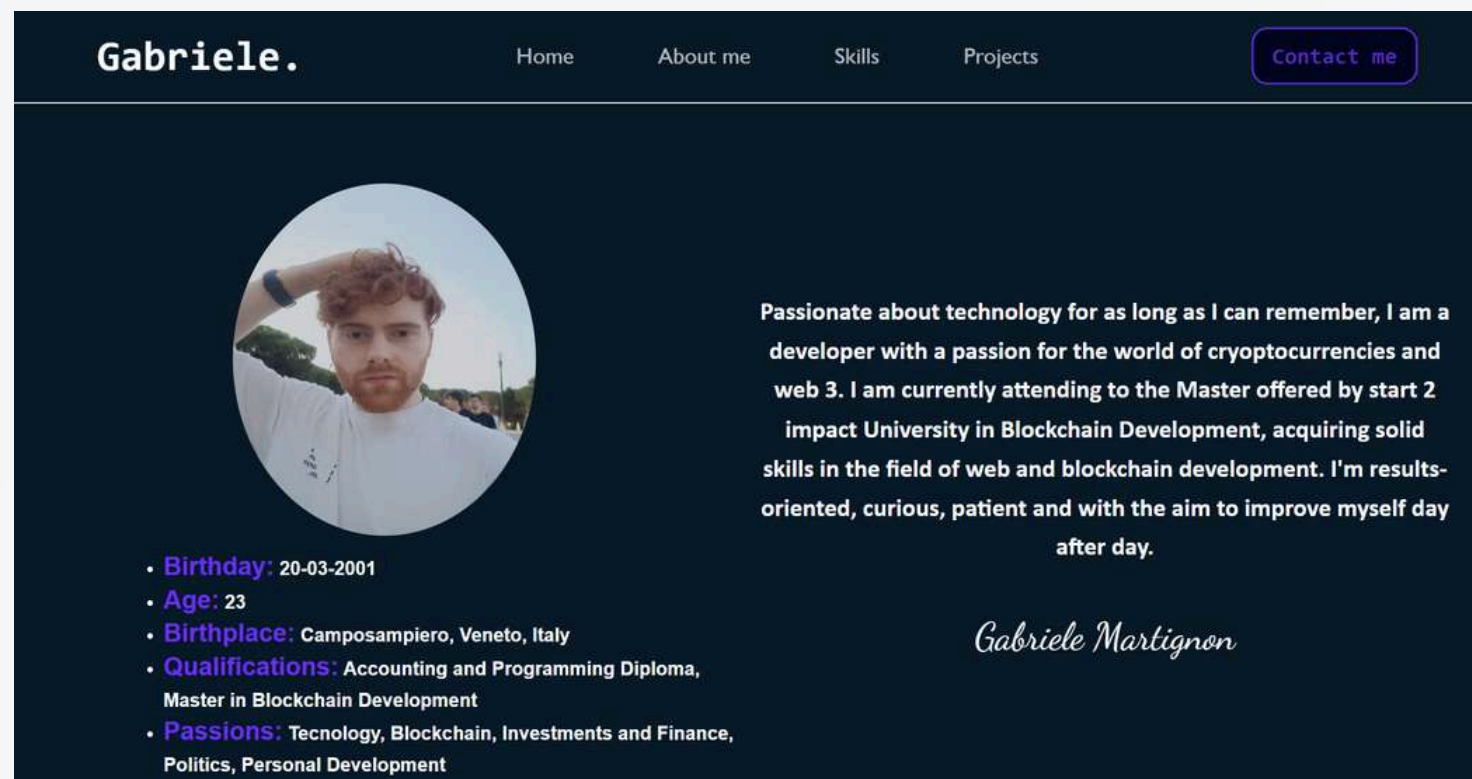 Gabriele.
Home
About me
Skills
Projects
Contact me
Passionate about technology for as long as I can remember, I am a
developer with a passion for the world of cryoptocurrencies and
web 3. I am currently attending to the Master offered by start 2
impact University in Blockchain Development, acquiring solid
skills in the field of web and blockchain development. I'm results-
oriented, curious, patient and with the aim to improve myself day
after day.
Gabriele Martignon
• Birthday: 20-03-2001
• Age: 23
• Birthplace: Camposampiero, Veneto, Italy
• Qualifications: Accounting and Programming Diploma,
Master in Blockchain Development
• Passions: Tecnology, Blockchain, Investments and Finance,
Politics, Personal Development